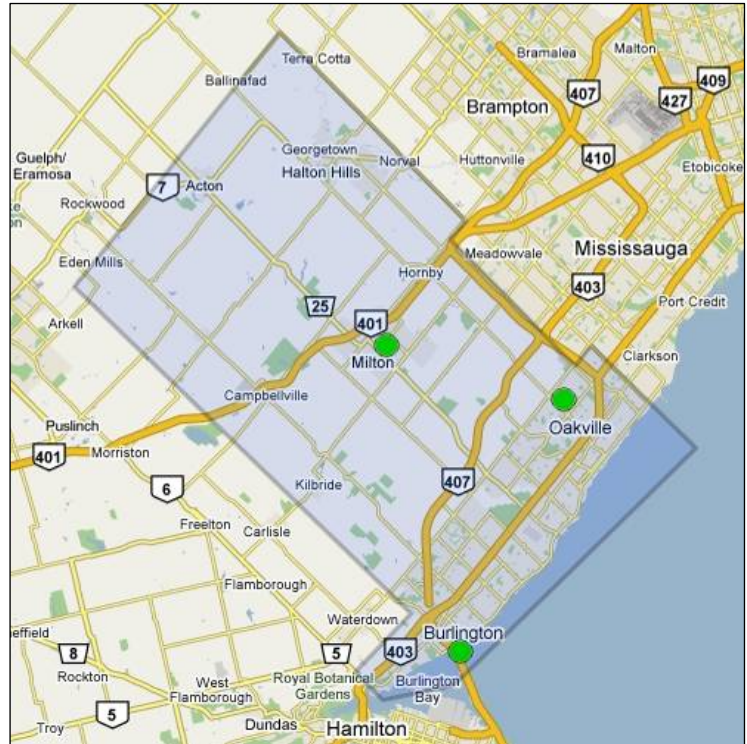 Terra Cotta
Bramalea
Malton
Ballinafad
407
409
427
Brampton
Georgetown
Norval
Huttonville
410
Guelph/
Eramosa
Halton Hills
Etobicoke
7
Acton
Rockwood
Eden Mills
Meadowvale
Mississauga
Hornby
403
25
Port Credit
Arkell
401
Milton
Clarkson
Campbellville
Puslinch
Oakville
401
Morriston
Kilbride
407
6
Freelton
Carlisle
Flamborough
Waterdown
Burlington
effield
8
5
403
Rockton
West
Flamborough
Royal Botanical
Gardens
Burlington
Bay
5
Troy
Dundas
Hamilton